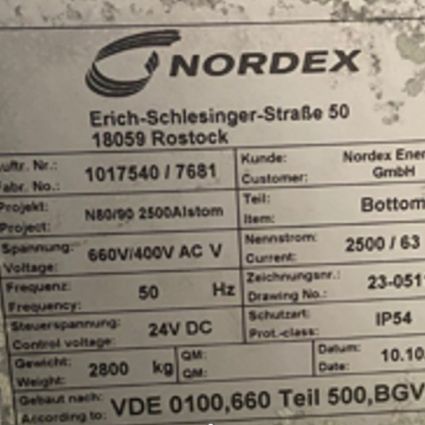 NORDEX
Erich-Schlesinger-Straße 50
18059 Rostock
uftr. Nr.: 1017540 / 7681 Kunde: Nordex Ener
Fabr. No.: Customer: GmbH
Projekt: N80/90 2500Alstom Teil: Bottom
Project: Item:
Spannung: 660V/400V AC V Nennstrom: 2500 / 63
Voltage: Current:
Frequenz: 50 Hz Zeichnungsnr.: 23-051
Frequency: Drawing No.:
Steuerspannung: 24V DC Schutzart: IP54
Control voltage: Prot.-class:
Gewicht: 2800 kg QM: Datum: 10.10
Weight: QM: Date:
Gebaut nach: VDE 0100,660 Teil 500,BGV
According to: